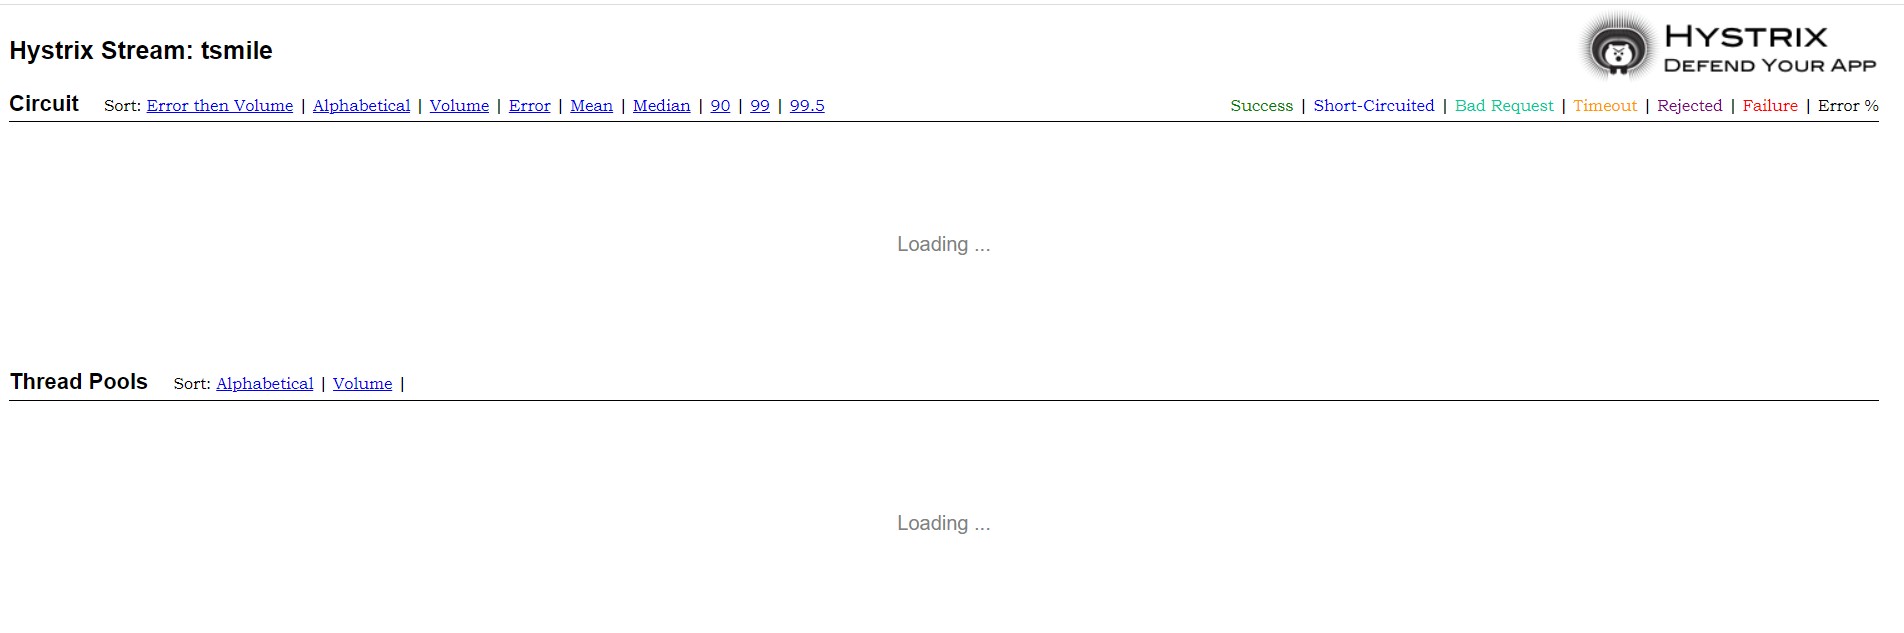 Hystrix Stream: tsmile
HYSTRIX
DEFEND YOUR APP
Circuit Sort: Error then Volume | Alphabetical | Volume | Error | Mean | Median | 90 | 99 | 99.5
Success | Short-Circuited | Bad Request | Timeout | Rejected | Failure | Error %
Loading ...
Thread Pools Sort: Alphabetical | Volume |
Loading ...